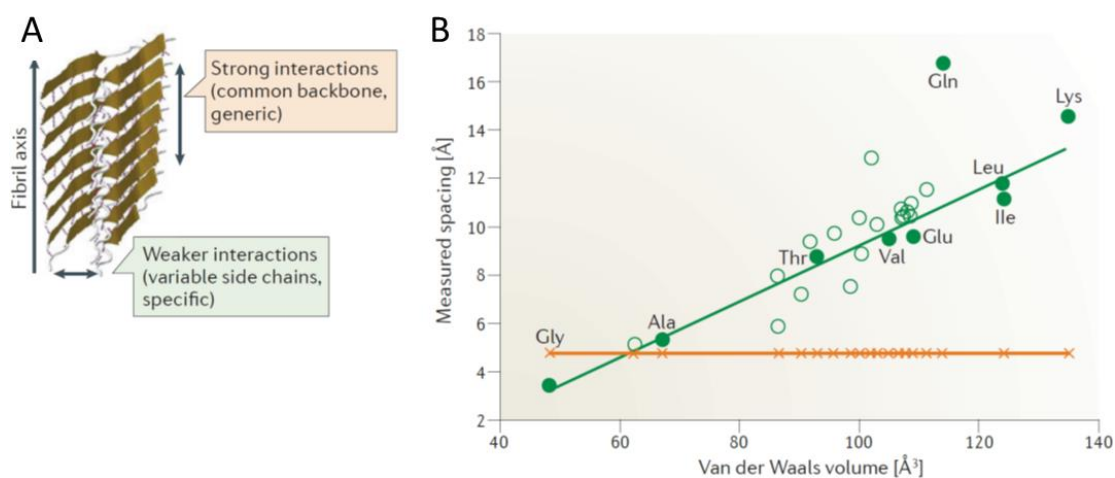 A
Fibril axis
Strong interactions
(common backbone,
generic)
Weaker interactions
(variable side chains,
specific)
B
Measured spacing [Å]
18
16
14
12
10
8
6
4
2
Gln
Lys
Leu
Ile
Glu
Val
Thr
Ala
Gly
40
60
80
100
120
140
Van der Waals volume [Å³]